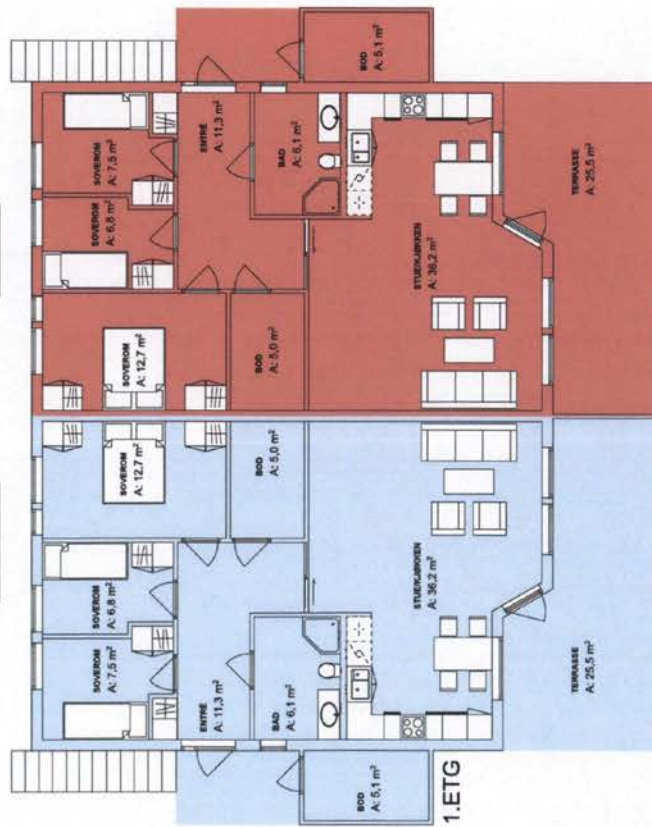 SOVEROM
A: 7,5 m²
SOVEROM
A: 6,8 m²
SOVEROM
A: 12,7 m²
ENTRÉ
A: 11,3 m²
BAD
A: 6,1 m²
BOD
A: 5,0 m²
BOD
A: 5,1 m²
STUE/KJØKKEN
A: 36,2 m²
TERRASSE
A: 25,5 m²
SOVEROM
A: 12,7 m²
SOVEROM
A: 6,8 m²
SOVEROM
A: 7,5 m²
BOD
A: 5,0 m²
ENTRÉ
A: 11,3 m²
BAD
A: 6,1 m²
BOD
A: 5,1 m²
STUE/KJØKKEN
A: 36,2 m²
TERRASSE
A: 25,5 m²
1.ETG